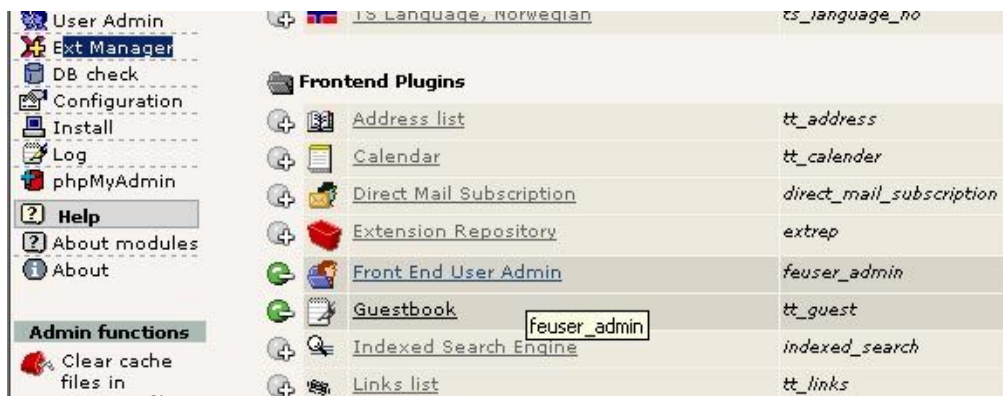 User Admin
Ext Manager
DB check
Configuration
Install
Log
phpMyAdmin
Help
About modules
About
Admin functions
Clear cache
files in
TS Language, Norwegian ts_language_no
Frontend Plugins
Address list tt_address
Calendar tt_calender
Direct Mail Subscription direct_mail_subscription
Extension Repository extrep
Front End User Admin feuser_admin
Guestbook tt_guest
feuser_admin
Indexed Search Engine indexed_search
Links list tt_links